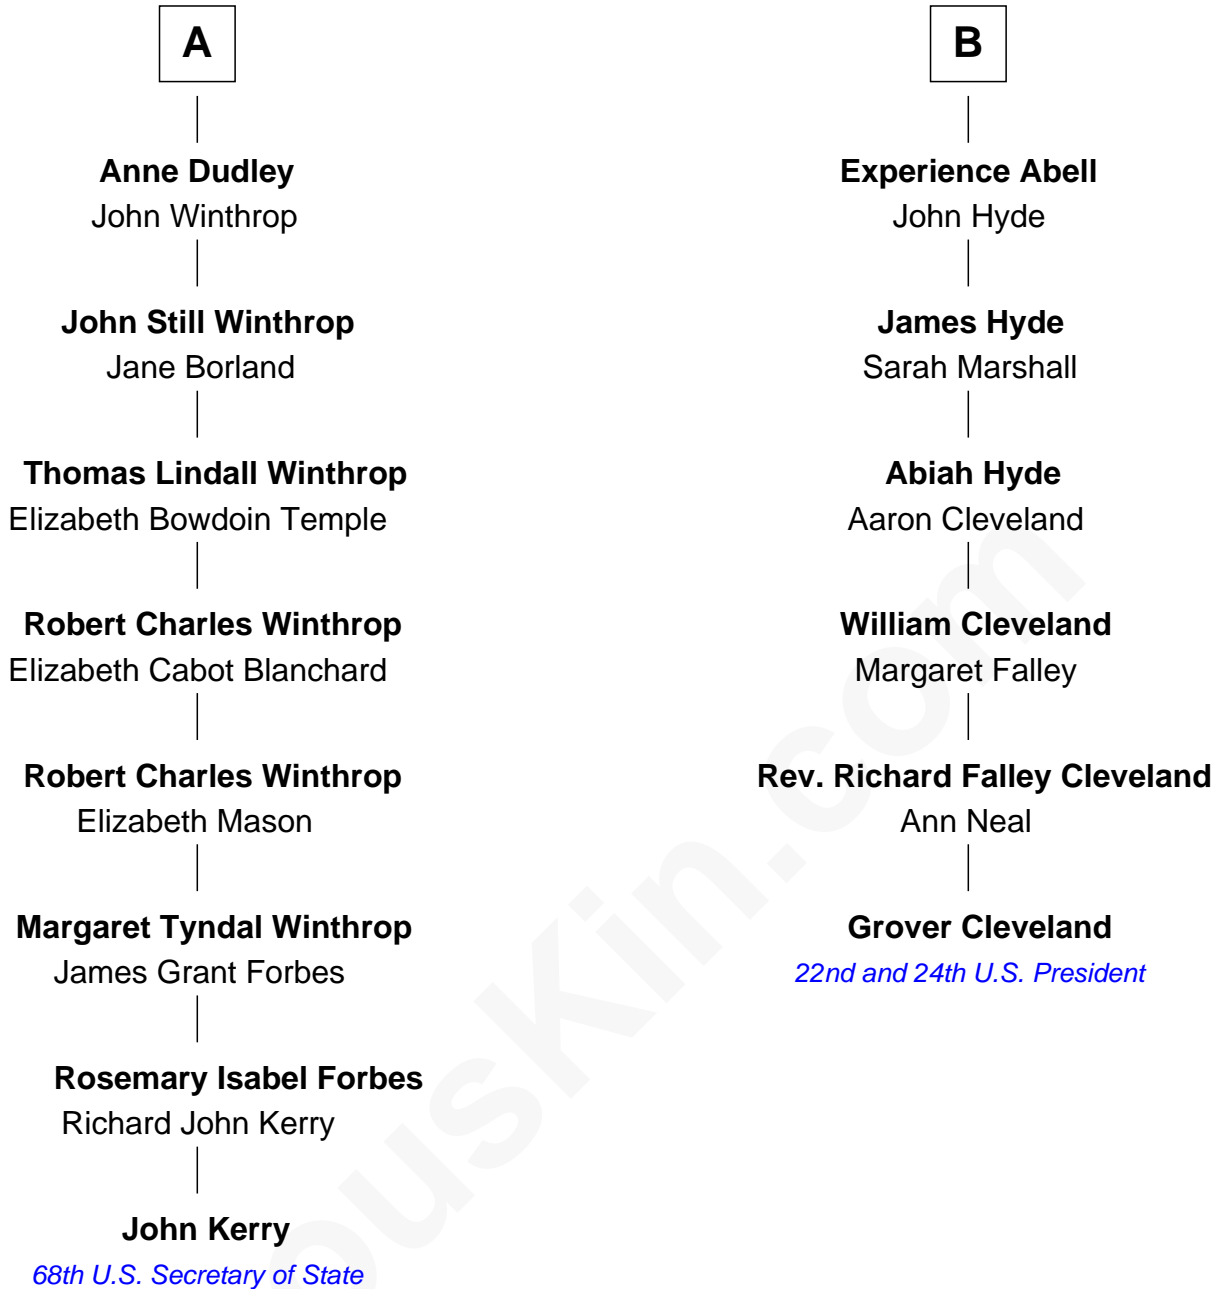 A
Anne Dudley
John Winthrop
John Still Winthrop
Jane Borland
Thomas Lindall Winthrop
Elizabeth Bowdoin Temple
Robert Charles Winthrop
Elizabeth Cabot Blanchard
Robert Charles Winthrop
Elizabeth Mason
Margaret Tyndal Winthrop
James Grant Forbes
Rosemary Isabel Forbes
Richard John Kerry
John Kerry
68th U.S. Secretary of State
B
Experience Abell
John Hyde
James Hyde
Sarah Marshall
Abiah Hyde
Aaron Cleveland
William Cleveland
Margaret Falley
Rev. Richard Falley Cleveland
Ann Neal
Grover Cleveland
22nd and 24th U.S. President
ousKin.com